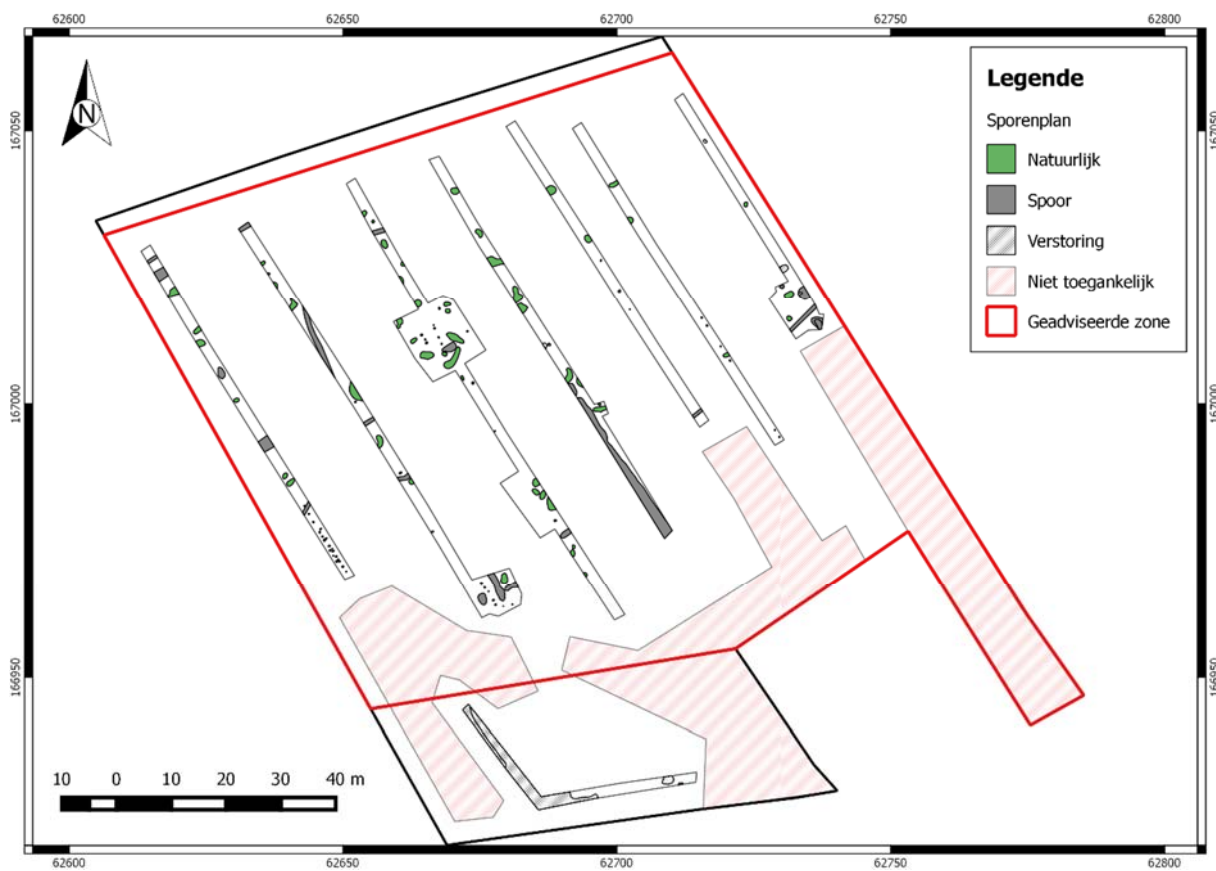 62600 62650 62700 62750 62800
N
Legende
Sporenplan
Natuurlijk
Spoor
Verstoring
Niet toegankelijk
Geadviseerde zone
167050 167050
167000 167000
166950 166950
10 0 10 20 30 40 m
62600 62650 62700 62750 62800